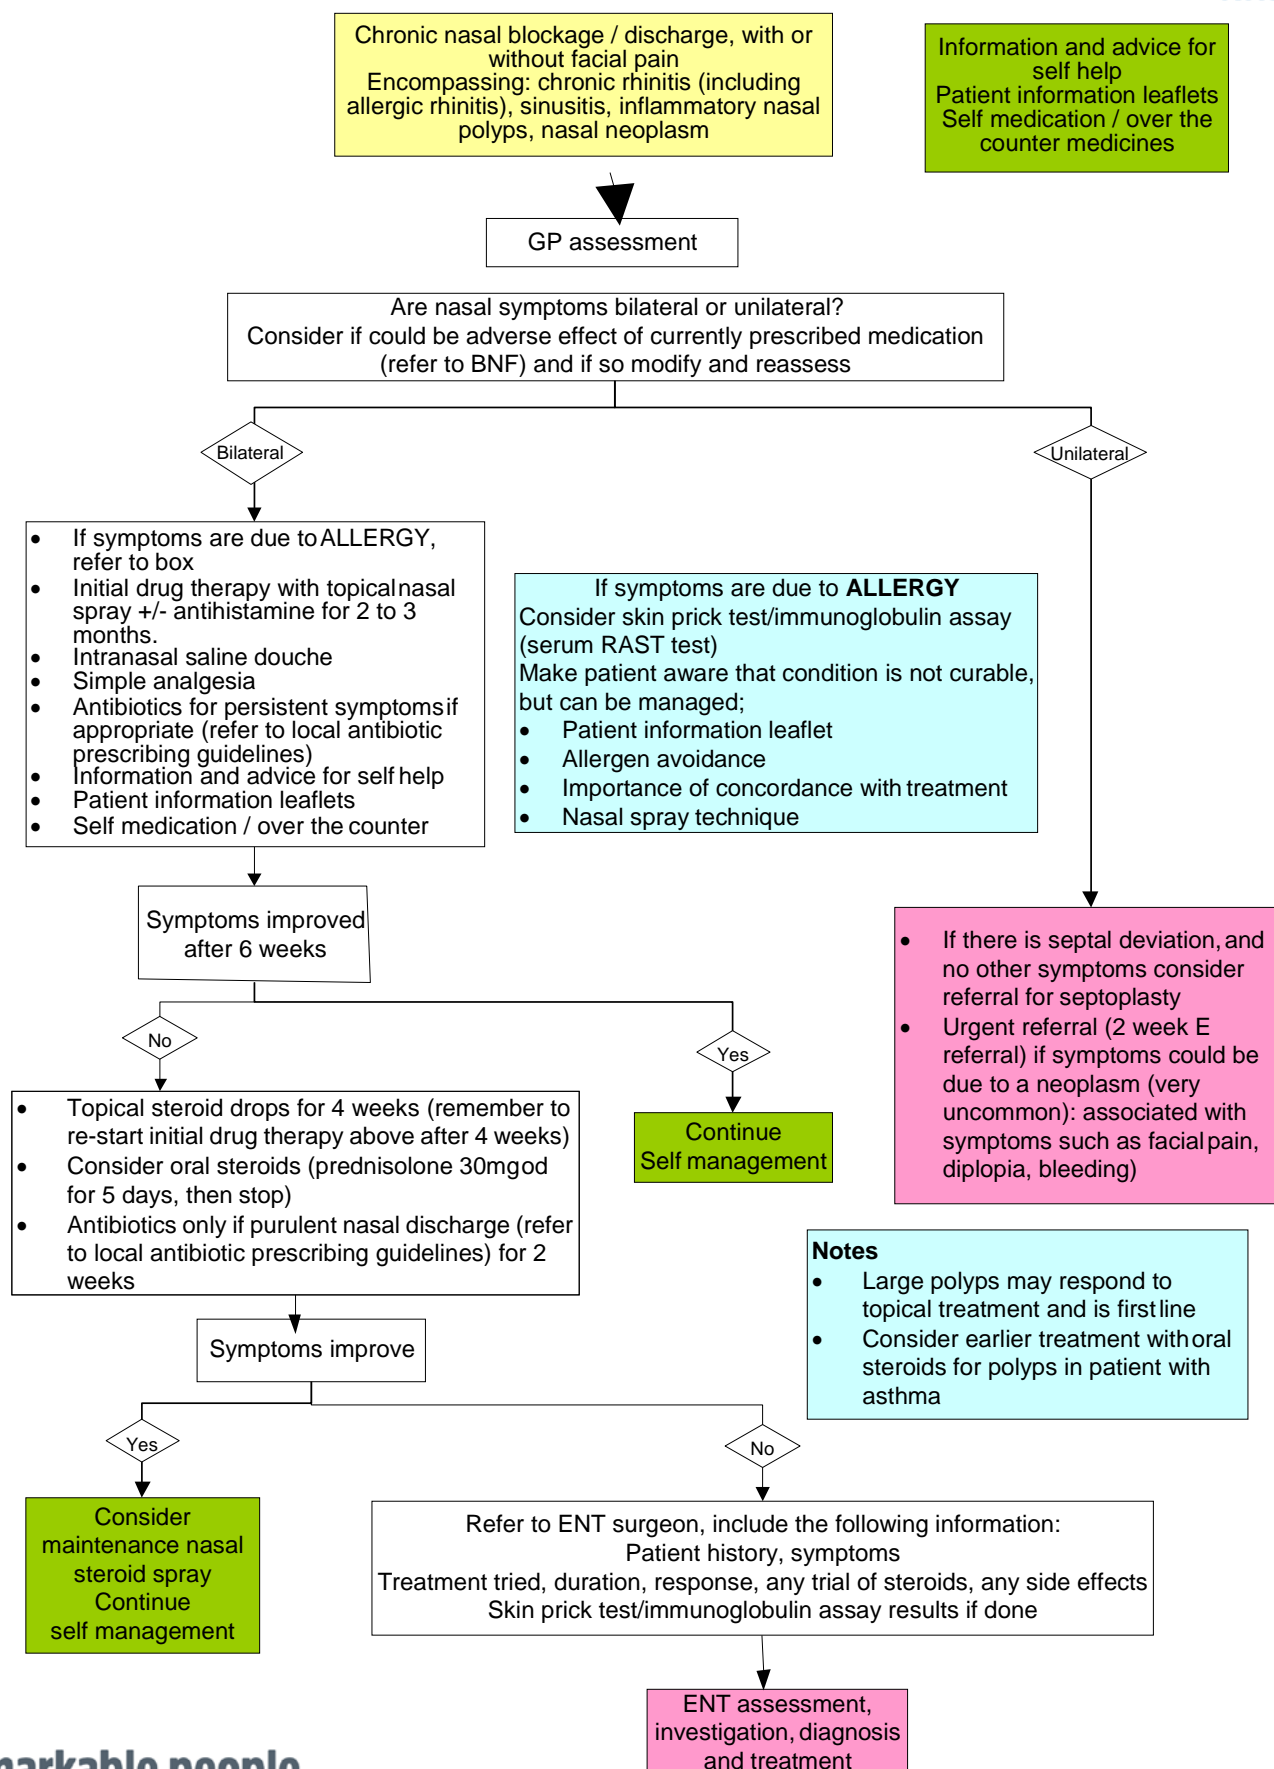 Chronic nasal blockage / discharge, with or
without facial pain
Encompassing: chronic rhinitis (including
allergic rhinitis), sinusitis, inflammatory nasal
polyps, nasal neoplasm
Information and advice for
self help
Patient information leaflets
Self medication / over the
counter medicines
GP assessment
Are nasal symptoms bilateral or unilateral?
Consider if could be adverse effect of currently prescribed medication
(refer to BNF) and if so modify and reassess
Bilateral
Unilateral
• If symptoms are due to ALLERGY,
refer to box
• Initial drug therapy with topical nasal
spray +/- antihistamine for 2 to 3
months.
• Intranasal saline douche
• Simple analgesia
• Antibiotics for persistent symptoms if
appropriate (refer to local antibiotic
prescribing guidelines)
• Information and advice for self help
• Patient information leaflets
• Self medication / over the counter
If symptoms are due to ALLERGY
Consider skin prick test/immunoglobulin assay
(serum RAST test)
Make patient aware that condition is not curable,
but can be managed;
• Patient information leaflet
• Allergen avoidance
• Importance of concordance with treatment
• Nasal spray technique
Symptoms improved
after 6 weeks
• If there is septal deviation, and
no other symptoms consider
referral for septoplasty
• Urgent referral (2 week E
referral) if symptoms could be
due to a neoplasm (very
uncommon): associated with
symptoms such as facial pain,
diplopia, bleeding)
No
Yes
• Topical steroid drops for 4 weeks (remember to
re-start initial drug therapy above after 4 weeks)
• Consider oral steroids (prednisolone 30mgod
for 5 days, then stop)
• Antibiotics only if purulent nasal discharge (refer
to local antibiotic prescribing guidelines) for 2
weeks
Continue
Self management
Notes
• Large polyps may respond to
topical treatment and is first line
• Consider earlier treatment with oral
steroids for polyps in patient with
asthma
Symptoms improve
Yes
No
Consider
maintenance nasal
steroid spray
Continue
self management
Refer to ENT surgeon, include the following information:
Patient history, symptoms
Treatment tried, duration, response, any trial of steroids, any side effects
Skin prick test/immunoglobulin assay results if done
ENT assessment,
investigation, diagnosis
and treatment
markable people